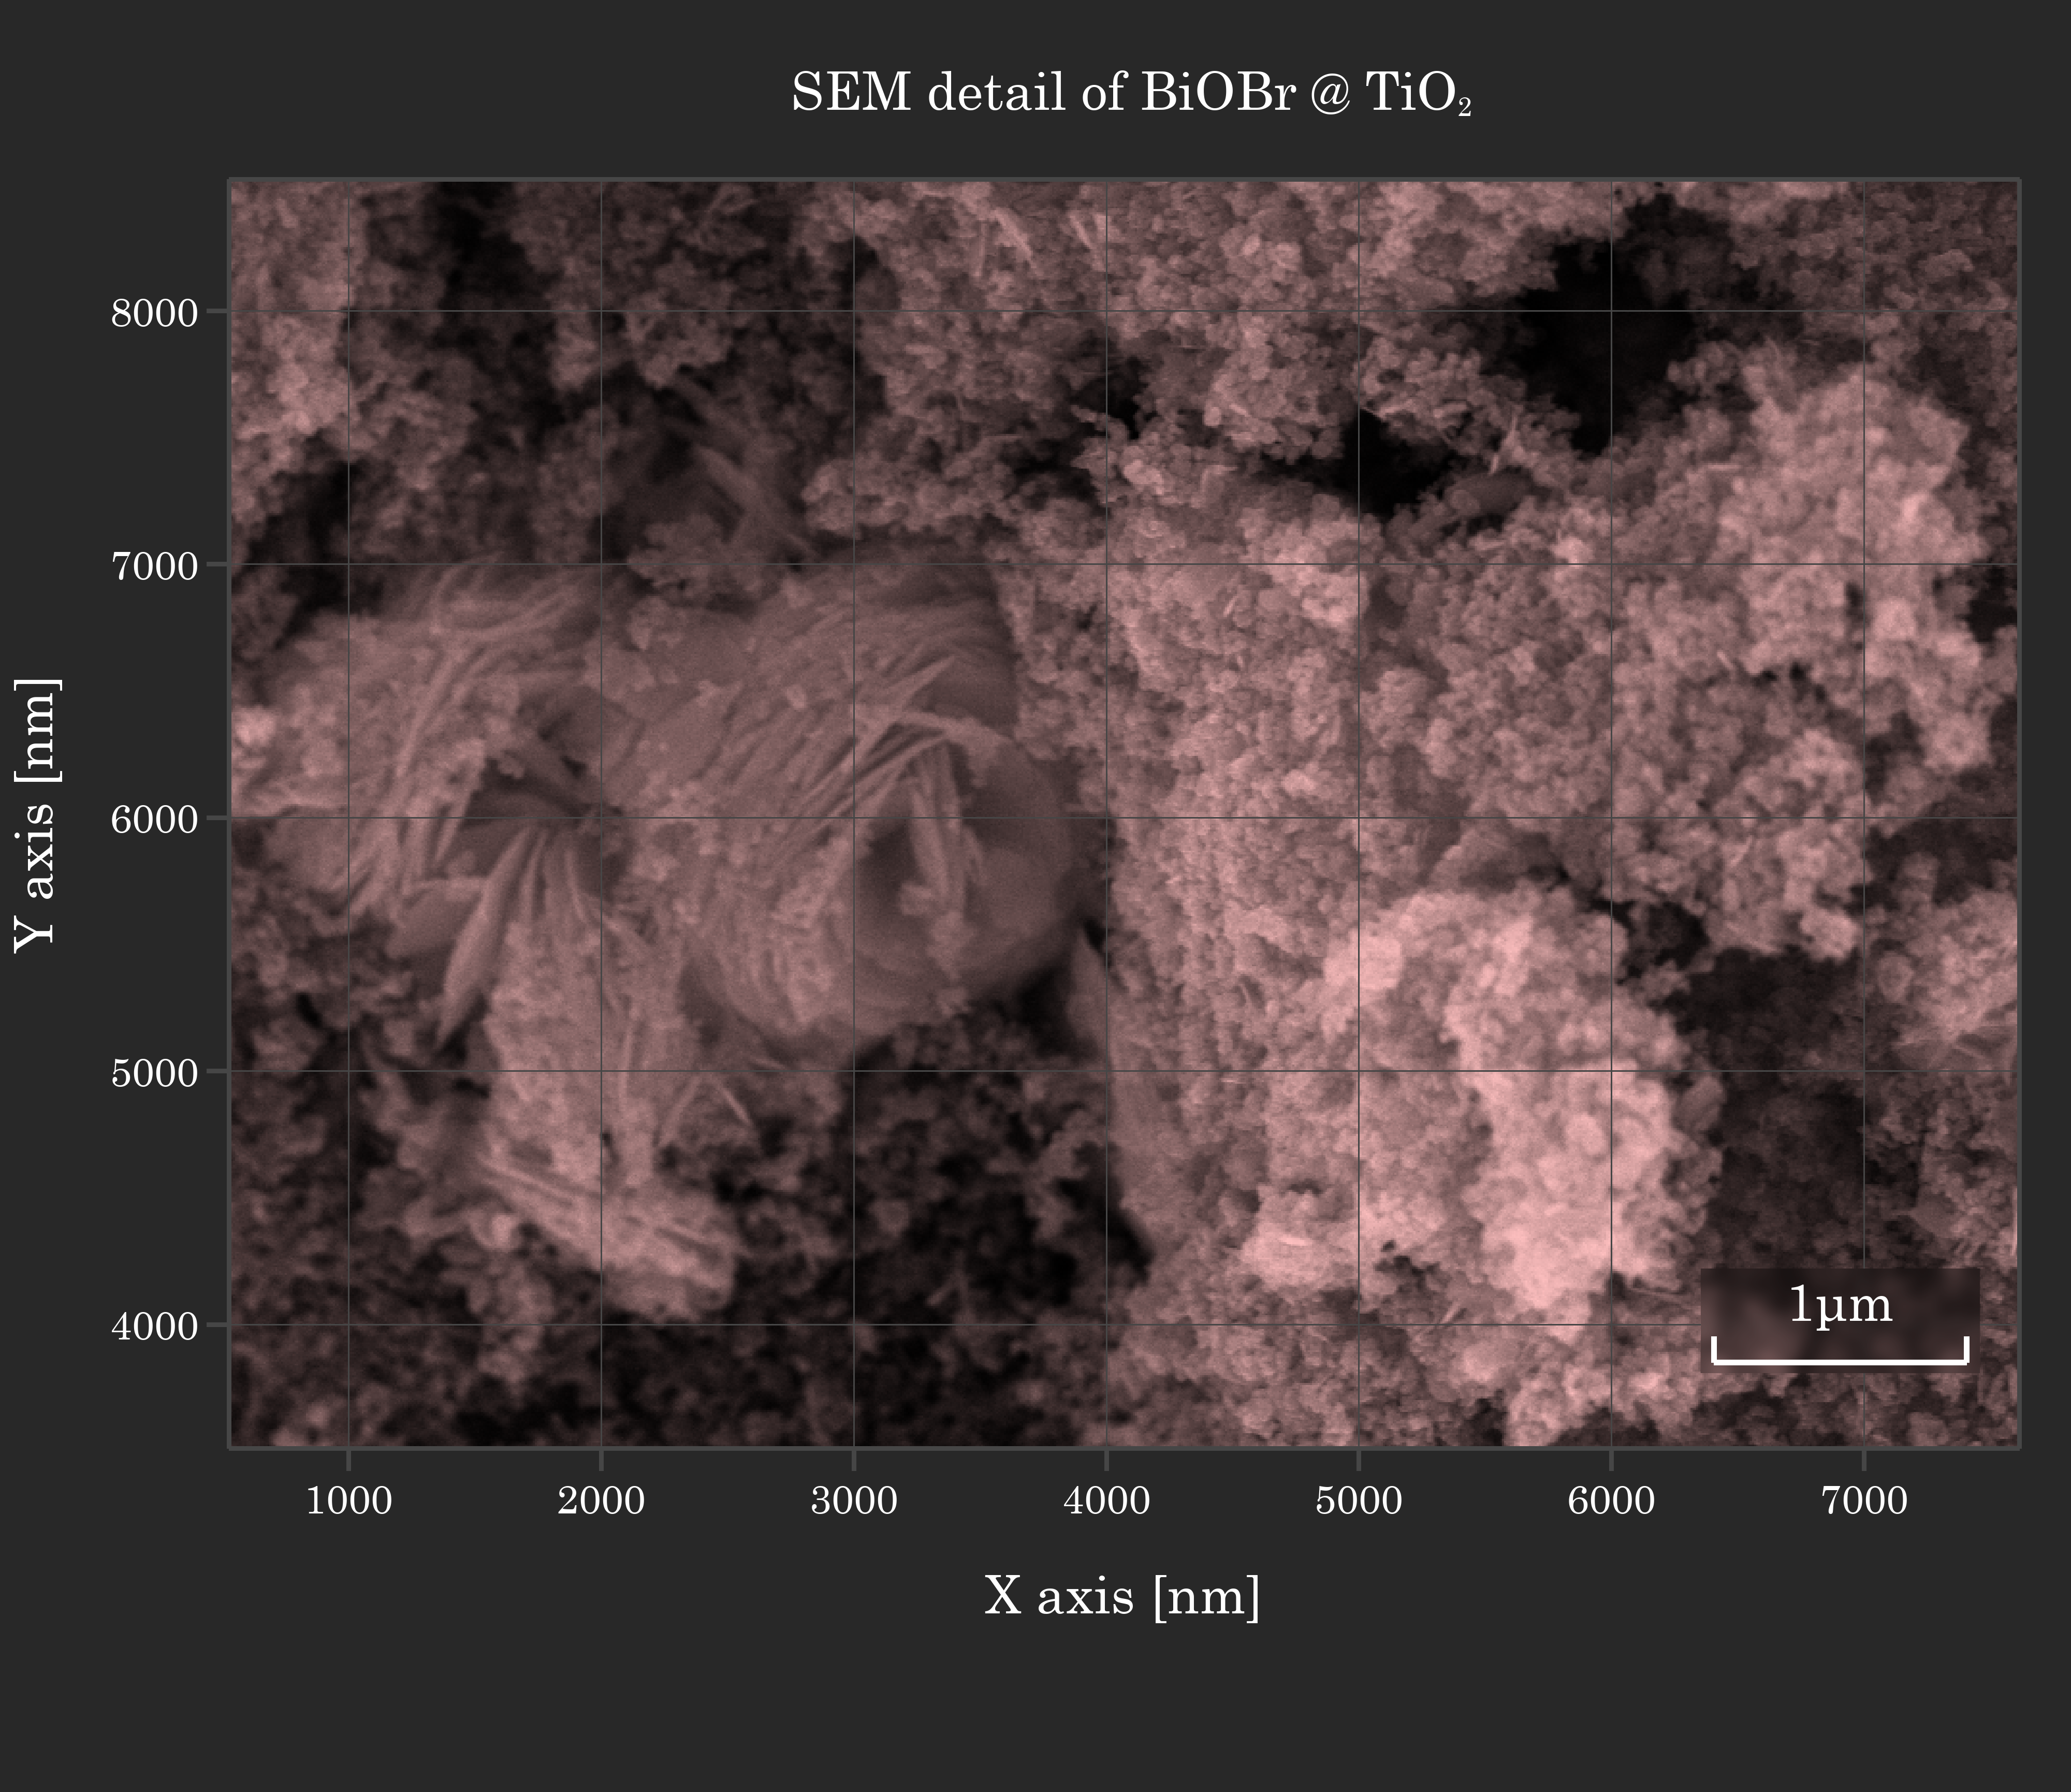 SEM detail of BiOBr @ TiO₂
Y axis [nm]
8000
7000
6000
5000
4000
1µm
1000 2000 3000 4000 5000 6000 7000
X axis [nm]